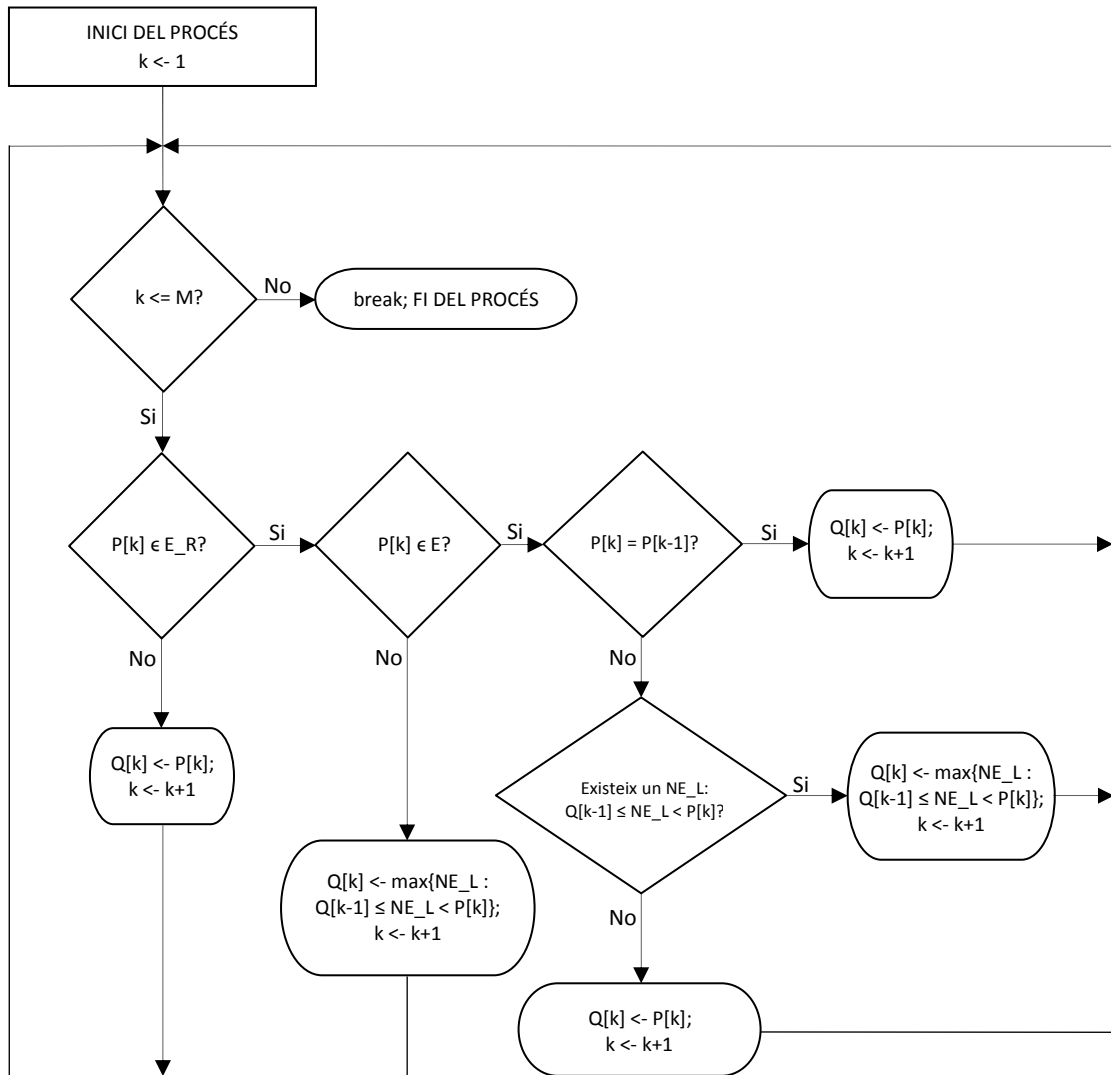 INICI DEL PROCÉS
k <- 1
k <= M?
No
break; FI DEL PROCÉS
Si
P[k] ϵ E_R?
Si
P[k] ϵ E?
Si
P[k] = P[k-1]?
Si
Q[k] <- P[k];
k <- k+1
No
No
No
Q[k] <- P[k];
k <- k+1
Existeix un NE_L:
Q[k-1] ≤ NE_L < P[k]?
Si
Q[k] <- max{NE_L :
Q[k-1] ≤ NE_L < P[k]};
k <- k+1
Q[k] <- max{NE_L :
Q[k-1] ≤ NE_L < P[k]};
k <- k+1
No
Q[k] <- P[k];
k <- k+1